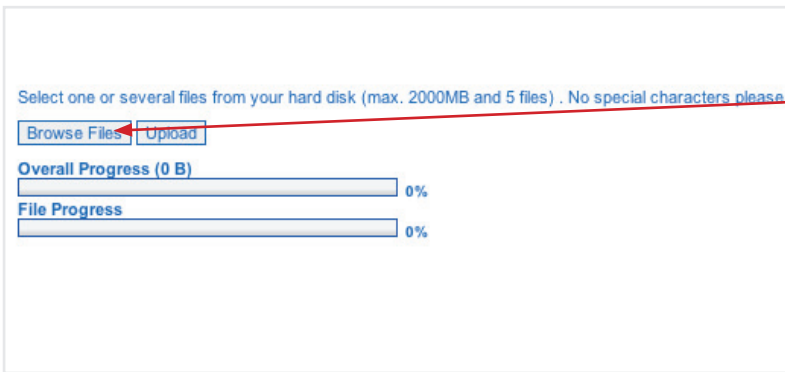 Select one or several files from your hard disk (max. 2000MB and 5 files) . No special characters please
Browse Files Upload
Overall Progress (0 B)
0%
File Progress
0%